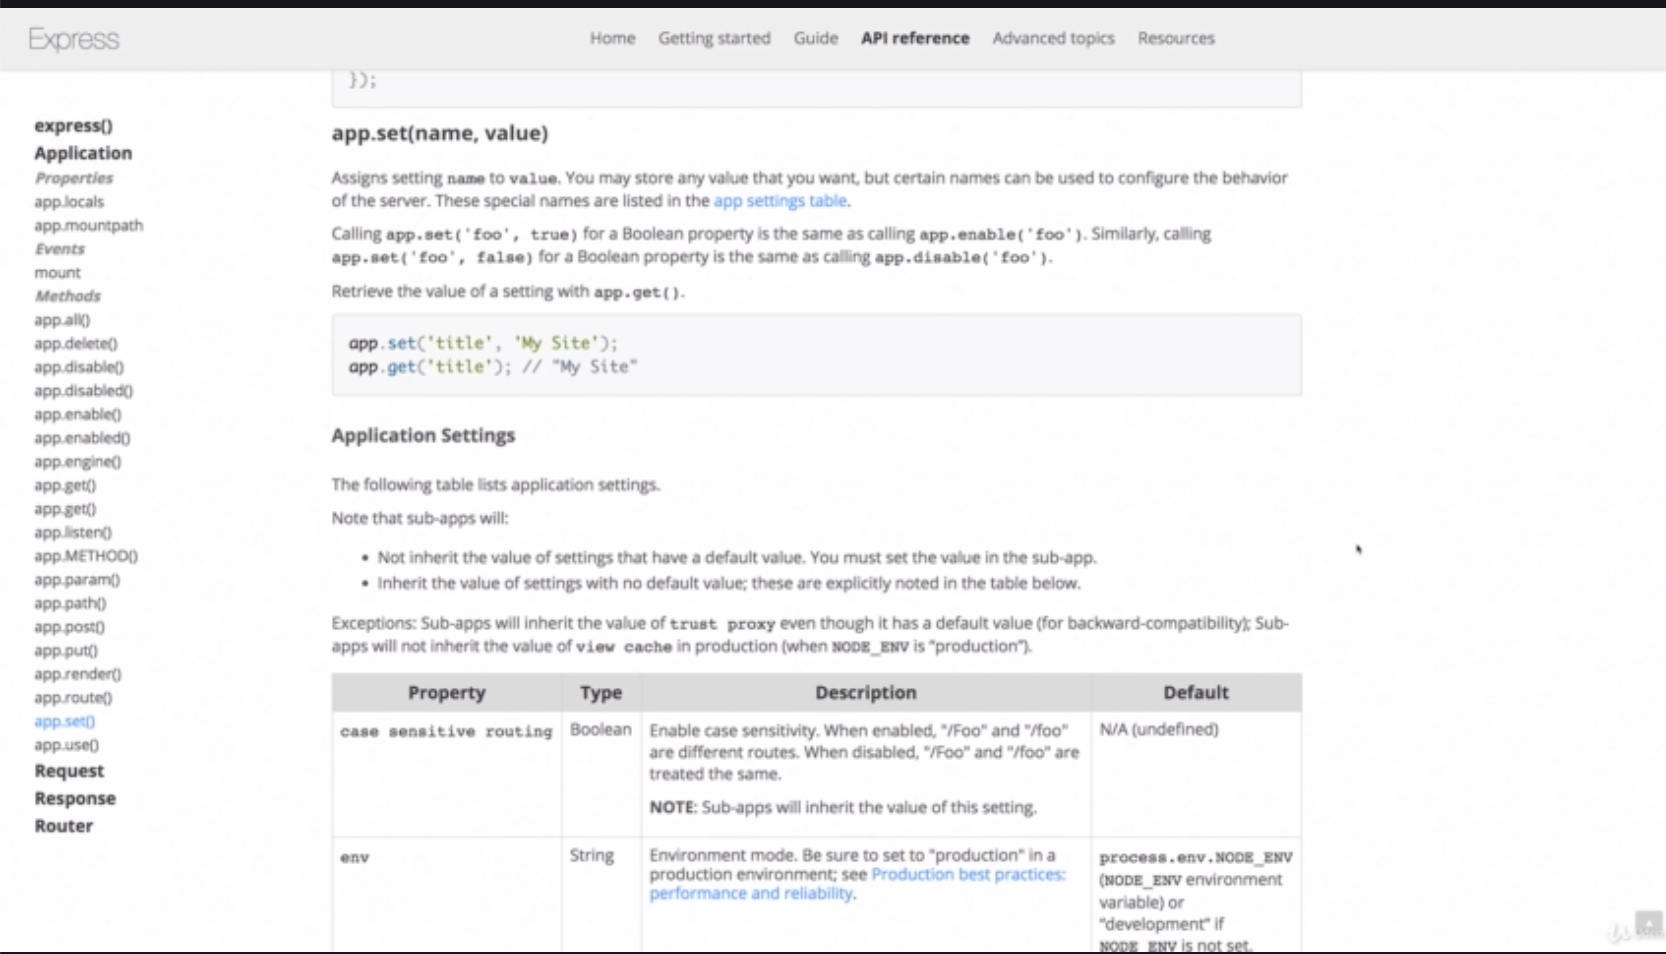 Express
Home Getting started Guide API reference Advanced topics Resources
});
express()
Application
Properties
app.locals
app.mountpath
Events
mount
Methods
app.all()
app.delete()
app.disable()
app.disabled()
app.enable()
app.enabled()
app.engine()
app.get()
app.get()
app.listen()
app.METHOD()
app.param()
app.path()
app.post()
app.put()
app.render()
app.route()
app.set()
app.use()
Request
Response
Router
app.set(name, value)
Assigns setting name to value. You may store any value that you want, but certain names can be used to configure the behavior
of the server. These special names are listed in the app settings table.
Calling app.set('foo', true) for a Boolean property is the same as calling app.enable('foo'). Similarly, calling
app.set('foo', false) for a Boolean property is the same as calling app.disable('foo').
Retrieve the value of a setting with app.get().
app.set('title', 'My Site');
app.get('title'); // "My Site"
Application Settings
The following table lists application settings.
Note that sub-apps will:
• Not inherit the value of settings that have a default value. You must set the value in the sub-app.
• Inherit the value of settings with no default value; these are explicitly noted in the table below.
Exceptions: Sub-apps will inherit the value of trust proxy even though it has a default value (for backward-compatibility); Sub-
apps will not inherit the value of view cache in production (when NODE_ENV is "production").
Property Type Description Default
case sensitive routing Boolean Enable case sensitivity. When enabled, "/Foo" and "/foo" N/A (undefined)
are different routes. When disabled, "/Foo" and "/foo" are
treated the same.
NOTE: Sub-apps will inherit the value of this setting.
env String Environment mode. Be sure to set to "production" in a process.env.NODE_ENV
production environment; see Production best practices: (NODE_ENV environment
performance and reliability. variable) or
"development" if
NODE_ENV is not set.